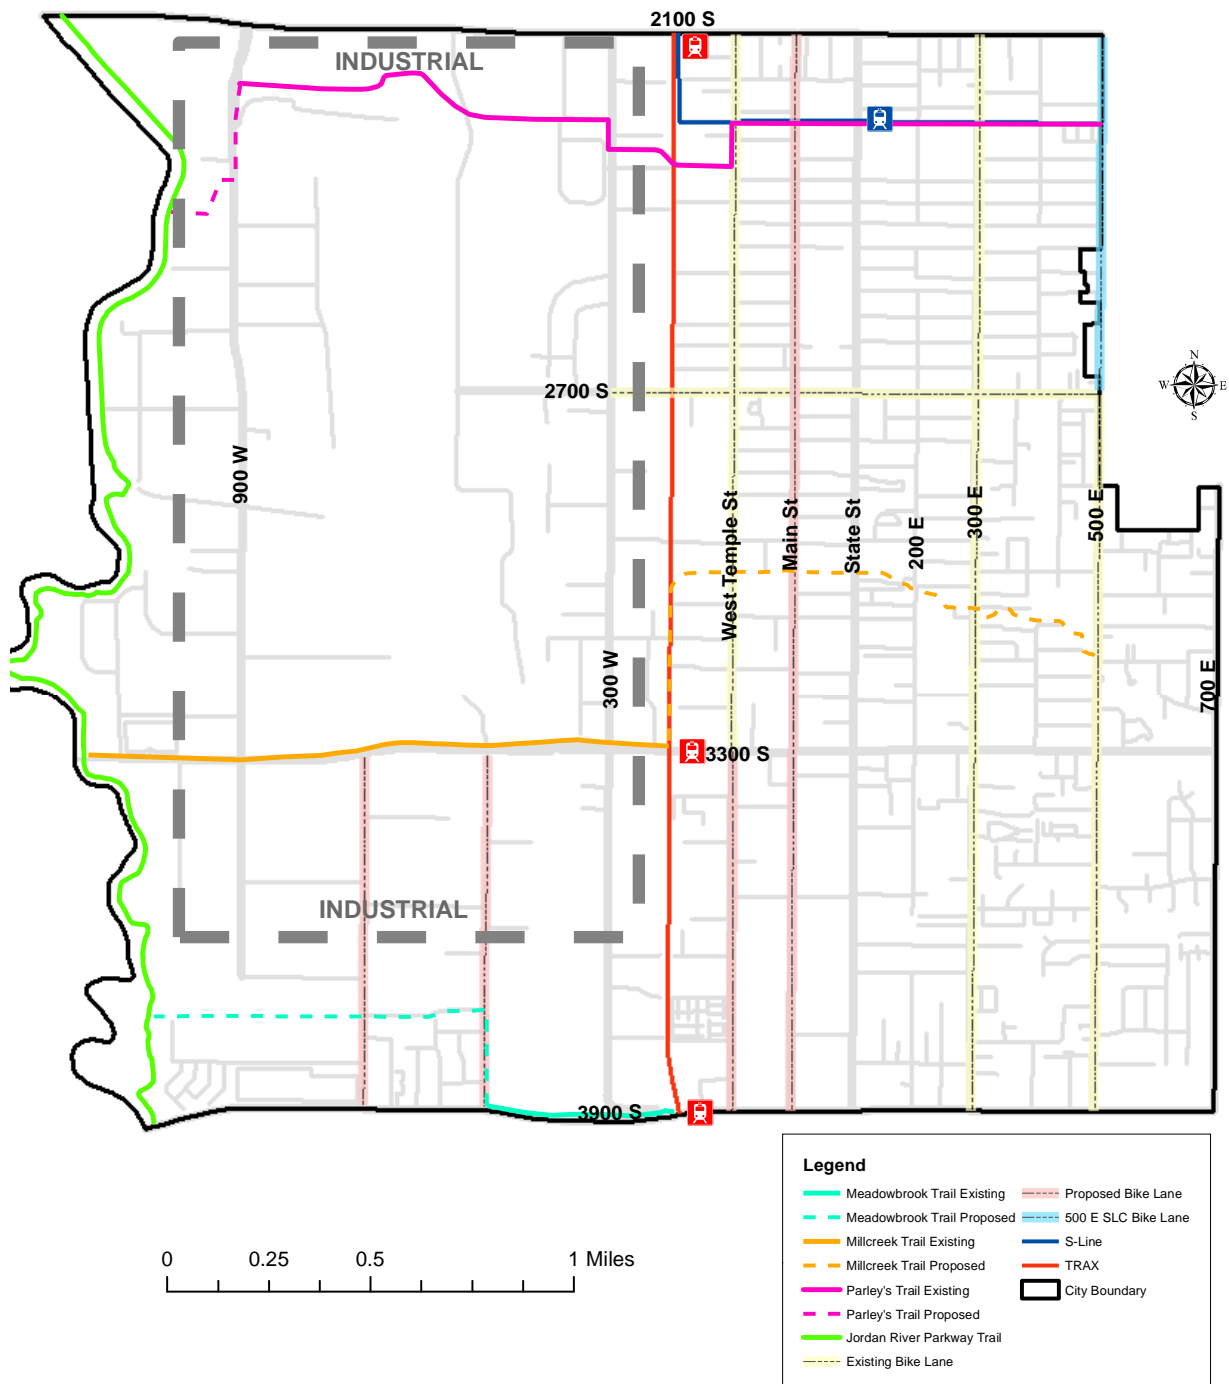 2100 S
INDUSTRIAL
N
W E
S
2700 S
900 W
West Temple St
Main St
State St
200 E
300 E
500 E
300 W
700 E
3300 S
INDUSTRIAL
3900 S
Legend
Meadowbrook Trail Existing
Meadowbrook Trail Proposed
Millcreek Trail Existing
Millcreek Trail Proposed
Parley's Trail Existing
Parley's Trail Proposed
Jordan River Parkway Trail
Existing Bike Lane
Proposed Bike Lane
500 E SLC Bike Lane
S-Line
TRAX
City Boundary
0 0.25 0.5 1 Miles